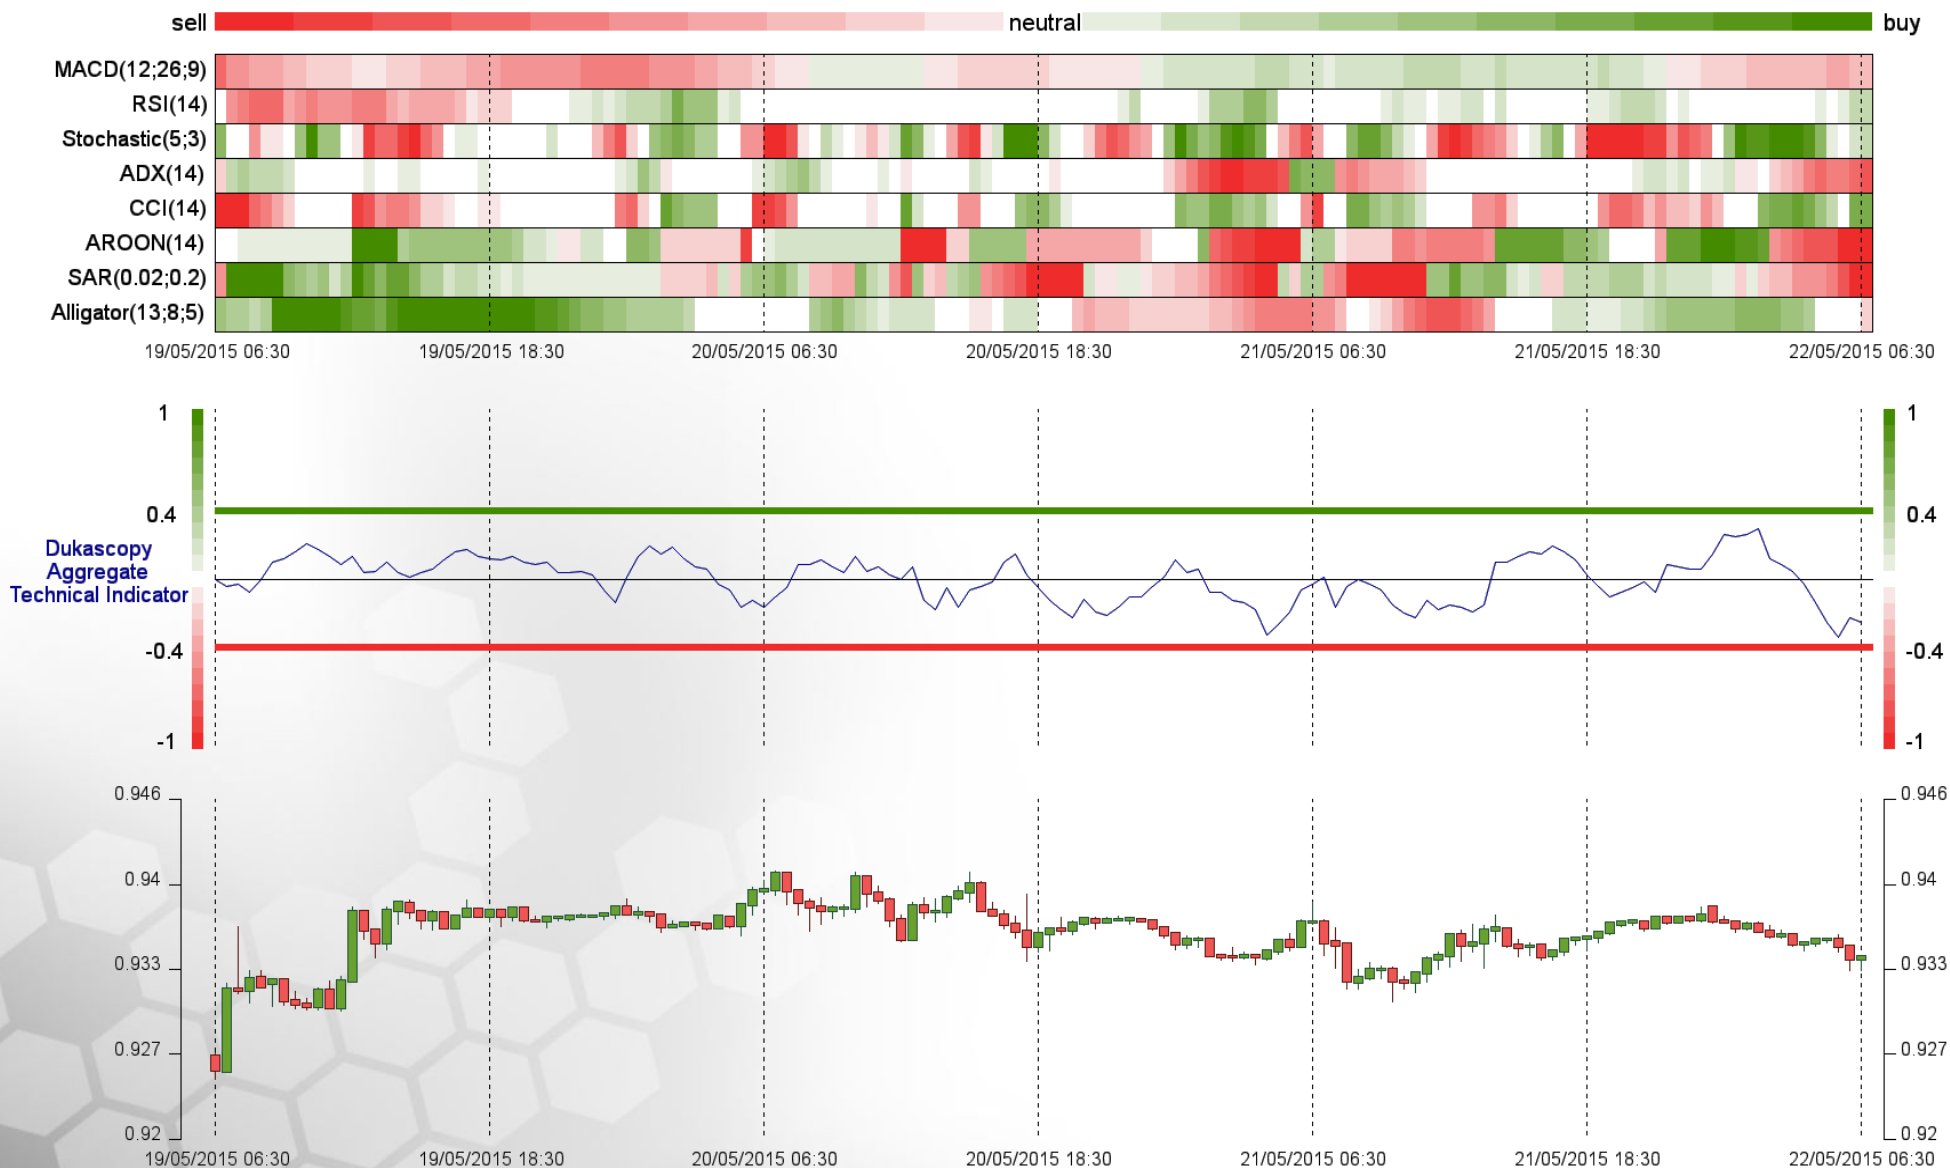 sell neutral buy
MACD(12;26;9)
RSI(14)
Stochastic(5;3)
ADX(14)
CCI(14)
AROON(14)
SAR(0.02;0.2)
Alligator(13;8;5)
19/05/2015 06:30 19/05/2015 18:30 20/05/2015 06:30 20/05/2015 18:30 21/05/2015 06:30 21/05/2015 18:30 22/05/2015 06:30
1 1
0.4 0.4
Dukascopy
Aggregate
Technical Indicator
-0.4 -0.4
-1 -1
0.946 0.946
0.94 0.94
0.933 0.933
0.927 0.927
0.92 0.92
19/05/2015 06:30 19/05/2015 18:30 20/05/2015 06:30 20/05/2015 18:30 21/05/2015 06:30 21/05/2015 18:30 22/05/2015 06:30